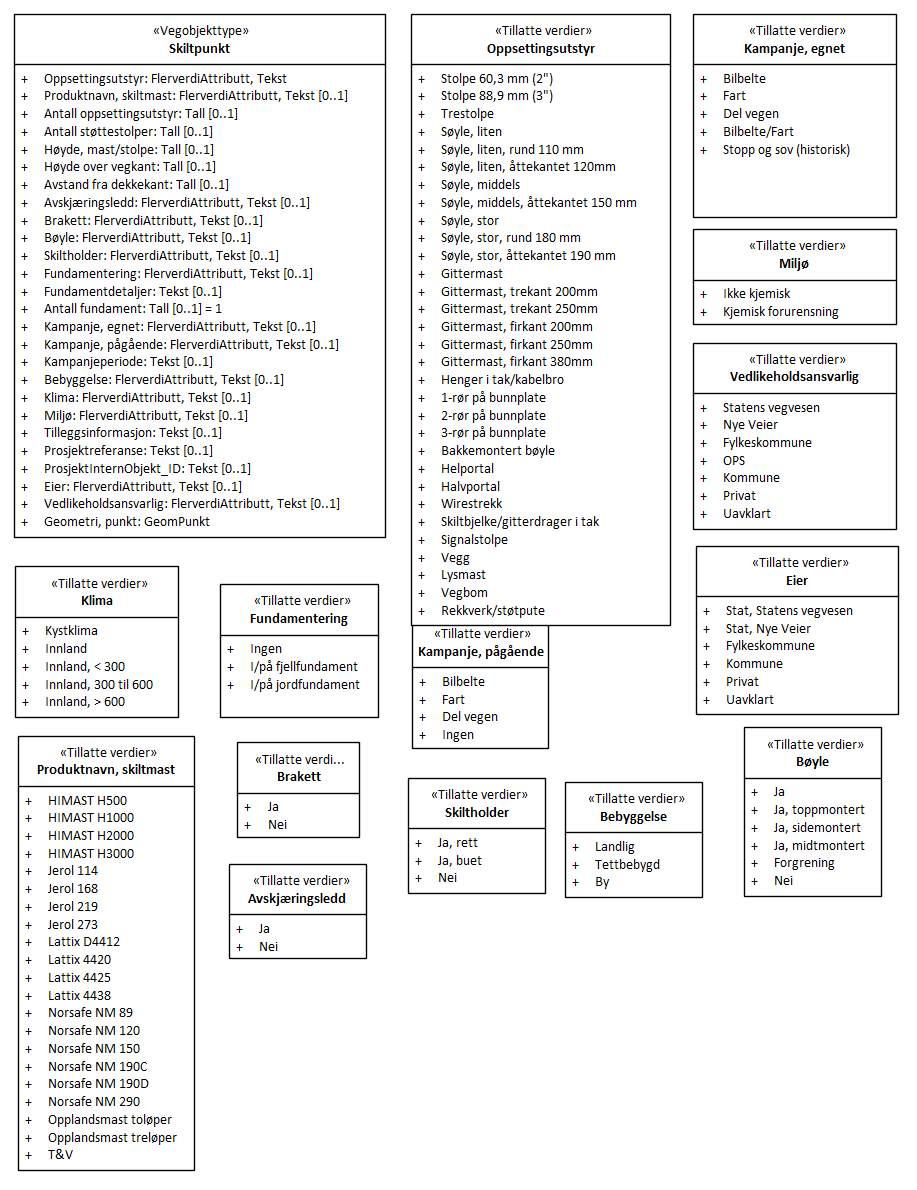 «Vegobjekttype»
Skiltpunkt
+ Oppsettingsutstyr: FlerverdiAttributt, Tekst
+ Produktnavn, skiltmast: FlerverdiAttributt, Tekst [0..1]
+ Antall oppsettingsutstyr: Tall [0..1]
+ Antall støttestolper: Tall [0..1]
+ Høyde, mast/stolpe: Tall [0..1]
+ Høyde over vegkant: Tall [0..1]
+ Avstand fra dekkekant: Tall [0..1]
+ Avskjæringsledd: FlerverdiAttributt, Tekst [0..1]
+ Brakett: FlerverdiAttributt, Tekst [0..1]
+ Bøyle: FlerverdiAttributt, Tekst [0..1]
+ Skiltholder: FlerverdiAttributt, Tekst [0..1]
+ Fundamentering: FlerverdiAttributt, Tekst [0..1]
+ Fundamentdetaljer: Tekst [0..1]
+ Antall fundament: Tall [0..1] = 1
+ Kampanje, egnet: FlerverdiAttributt, Tekst [0..1]
+ Kampanje, pågående: FlerverdiAttributt, Tekst [0..1]
+ Kampanjeperiode: Tekst [0..1]
+ Bebyggelse: FlerverdiAttributt, Tekst [0..1]
+ Klima: FlerverdiAttributt, Tekst [0..1]
+ Miljø: FlerverdiAttributt, Tekst [0..1]
+ Tilleggsinformasjon: Tekst [0..1]
+ Prosjektreferanse: Tekst [0..1]
+ ProsjektInternObjekt_ID: Tekst [0..1]
+ Eier: FlerverdiAttributt, Tekst [0..1]
+ Vedlikeholdsansvarlig: FlerverdiAttributt, Tekst [0..1]
+ Geometri, punkt: GeomPunkt
«Tillatte verdier»
Oppsettingsutstyr
+ Stolpe 60,3 mm (2")
+ Stolpe 88,9 mm (3")
+ Trestolpe
+ Søyle, liten
+ Søyle, liten, rund 110 mm
+ Søyle, liten, åttekantet 120mm
+ Søyle, middels
+ Søyle, middels, åttekantet 150 mm
+ Søyle, stor
+ Søyle, stor, rund 180 mm
+ Søyle, stor, åttekantet 190 mm
+ Gittermast
+ Gittermast, trekant 200mm
+ Gittermast, trekant 250mm
+ Gittermast, firkant 200mm
+ Gittermast, firkant 250mm
+ Gittermast, firkant 380mm
+ Henger i tak/kabelbro
+ 1-rør på bunnplate
+ 2-rør på bunnplate
+ 3-rør på bunnplate
+ Bakkemontert bøyle
+ Helportal
+ Halvportal
+ Wirestrekk
+ Skiltbjelke/gitterdrager i tak
+ Signalstolpe
+ Vegg
+ Lysmast
+ Vegbom
+ Rekkverk/støtpute
«Tillatte verdier»
Kampanje, egnet
+ Bilbelte
+ Fart
+ Del vegen
+ Bilbelte/Fart
+ Stopp og sov (historisk)
«Tillatte verdier»
Miljø
+ Ikke kjemisk
+ Kjemisk forurensning
«Tillatte verdier»
Vedlikeholdsansvarlig
+ Statens vegvesen
+ Nye Veier
+ Fylkeskommune
+ OPS
+ Kommune
+ Privat
+ Uavklart
«Tillatte verdier»
Eier
+ Stat, Statens vegvesen
+ Stat, Nye Veier
+ Fylkeskommune
+ Kommune
+ Privat
+ Uavklart
«Tillatte verdier»
Klima
+ Kystklima
+ Innland
+ Innland, < 300
+ Innland, 300 til 600
+ Innland, > 600
«Tillatte verdier»
Fundamentering
+ Ingen
+ I/på fjellfundament
+ I/på jordfundament
«Tillatte verdier»
Kampanje, pågående
+ Bilbelte
+ Fart
+ Del vegen
+ Ingen
«Tillatte verdier»
Produktnavn, skiltmast
+ HIMAST H500
+ HIMAST H1000
+ HIMAST H2000
+ HIMAST H3000
+ Jerol 114
+ Jerol 168
+ Jerol 219
+ Jerol 273
+ Lattix D4412
+ Lattix 4420
+ Lattix 4425
+ Lattix 4438
+ Norsafe NM 89
+ Norsafe NM 120
+ Norsafe NM 150
+ Norsafe NM 190C
+ Norsafe NM 190D
+ Norsafe NM 290
+ Opplandsmast toløper
+ Opplandsmast treløper
+ T&V
«Tillatte verdi...
Brakett
+ Ja
+ Nei
«Tillatte verdier»
Avskjæringsledd
+ Ja
+ Nei
«Tillatte verdier»
Skiltholder
+ Ja, rett
+ Ja, buet
+ Nei
«Tillatte verdier»
Bebyggelse
+ Landlig
+ Tettbebygd
+ By
«Tillatte verdier»
Bøyle
+ Ja
+ Ja, toppmontert
+ Ja, sidemontert
+ Ja, midtmontert
+ Forgrening
+ Nei